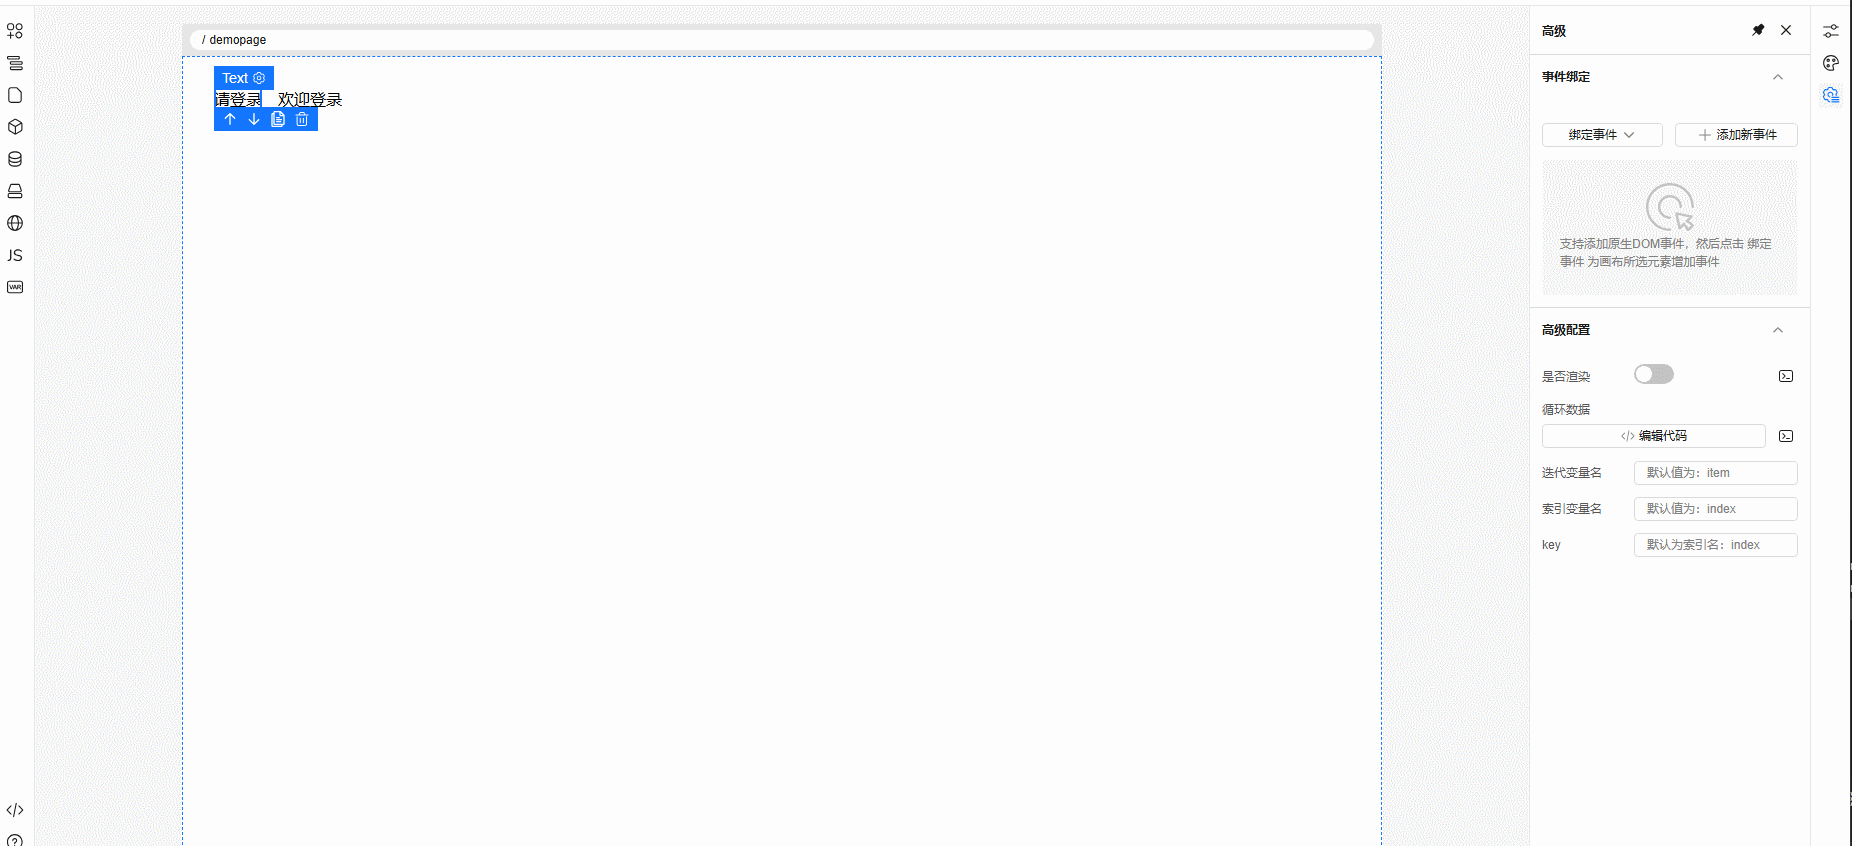 / demopage
Text
请登录 欢迎登录
JS
VAR
高级
事件绑定
绑定事件
添加新事件
支持添加原生DOM事件，然后点击 绑定
事件 为画布所选元素增加事件
高级配置
是否渲染
循环数据
</> 编辑代码
迭代变量名 默认值为：item
索引变量名 默认值为：index
key 默认为索引名：index